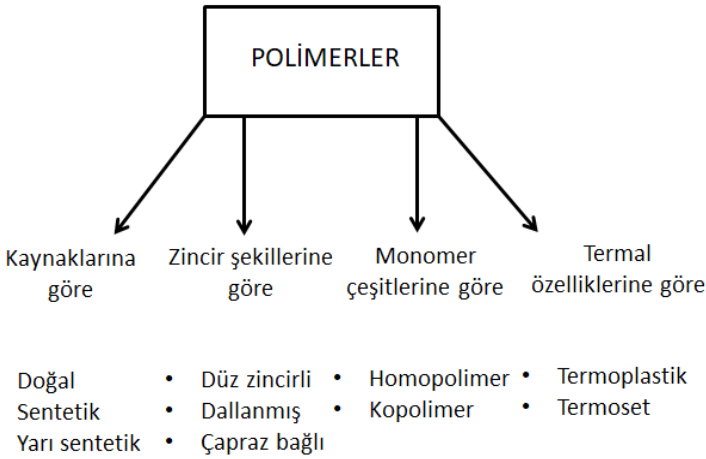 POLİMERLER
Kaynaklarına
göre
Zincir şekillerine
göre
Monomer
çeşitlerine göre
Termal
özelliklerine göre
Doğal
Sentetik
Yarı sentetik
• Düz zincirli
• Dallanmış
• Çapraz bağlı
• Homopolimer
• Kopolimer
• Termoplastik
• Termoset